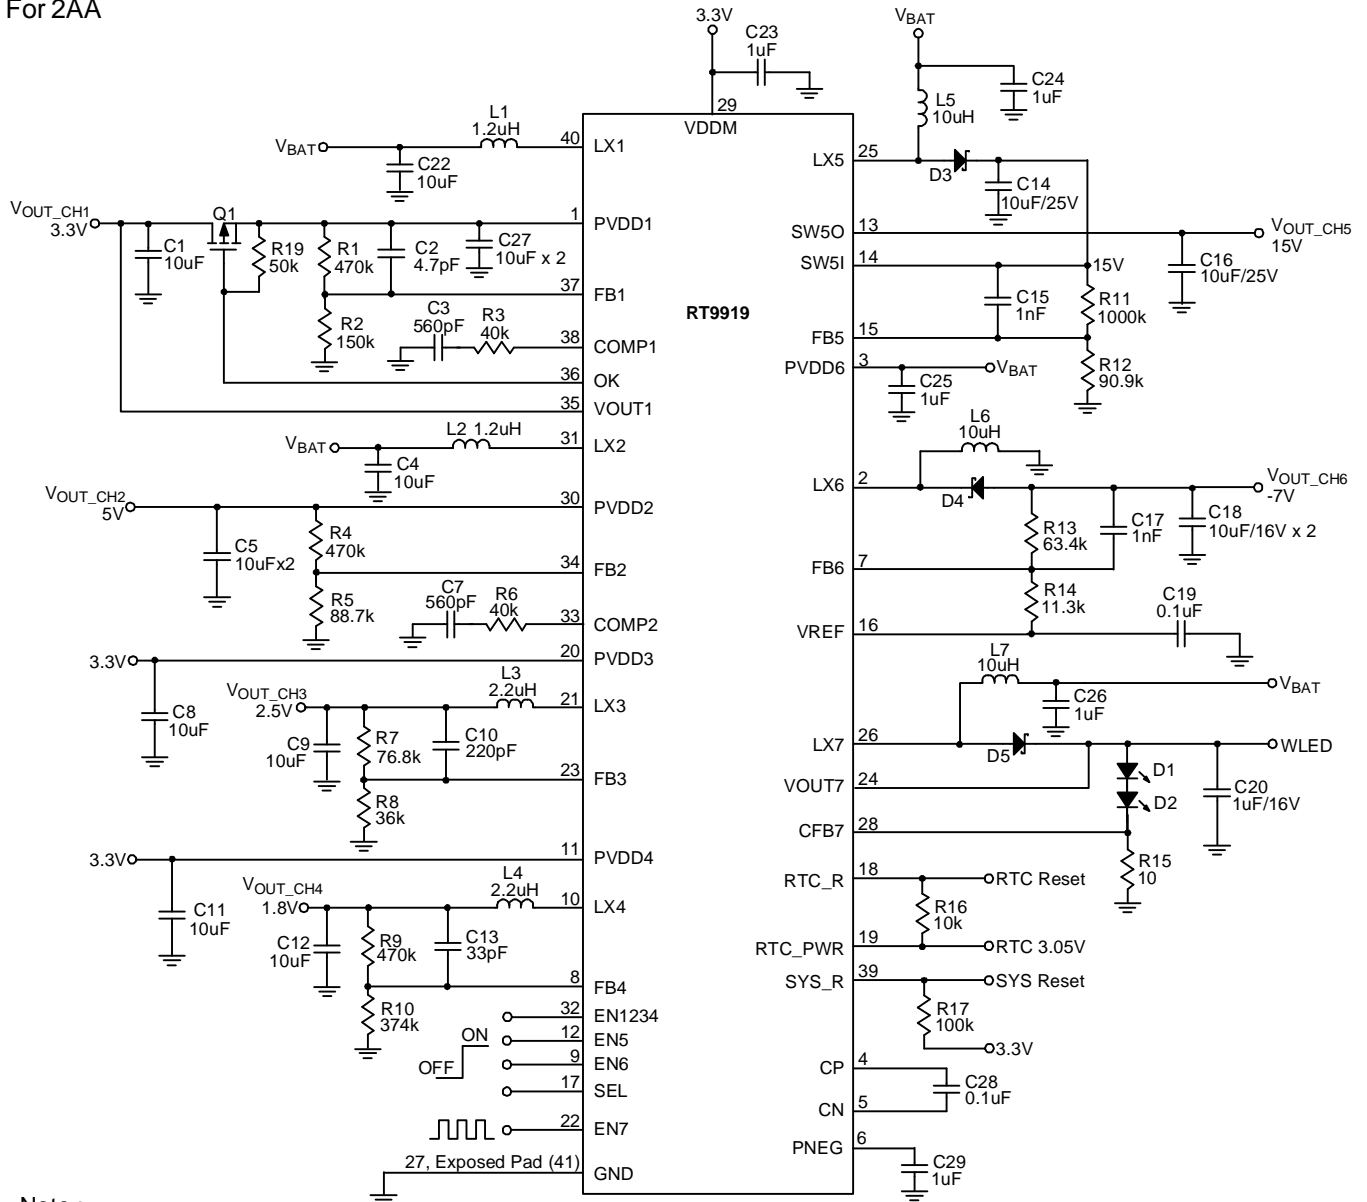 For 2AA
3.3V
C23
1uF
VBAT
C24
1uF
L5
10uH
29
VDDM
L1
1.2uH
VBAT
C22
10uF
40
LX1
VOUT_CH1
3.3V
Q1
C1
10uF
R19
50k
R1
470k
C2
4.7pF
C27
10uF x 2
1
PVDD1
37
FB1
R2
150k
C3
560pF
R3
40k
38
COMP1
36
OK
35
VOUT1
VBAT
L2 1.2uH
C4
10uF
31
LX2
VOUT_CH2
5V
C5
10uFx2
R4
470k
30
PVDD2
34
FB2
R5
88.7k
C7
560pF
R6
40k
33
COMP2
3.3V
20
PVDD3
C8
10uF
VOUT_CH3
2.5V
L3
2.2uH
21
LX3
C9
10uF
R7
76.8k
C10
220pF
23
FB3
R8
36k
3.3V
11
PVDD4
C11
10uF
VOUT_CH4
1.8V
L4
2.2uH
10
LX4
C12
10uF
R9
470k
C13
33pF
8
FB4
R10
374k
32
EN1234
ON
OFF
12
EN5
9
EN6
17
SEL
22
EN7
27, Exposed Pad (41)
GND
RT9919
LX5
25
D3
C14
10uF/25V
SW5O
13
VOUT_CH5
15V
C16
10uF/25V
SW5I
14
15V
C15
1nF
R11
1000k
FB5
15
R12
90.9k
PVDD6
3
VBAT
C25
1uF
L6
10uH
LX6
2
D4
VOUT_CH6
-7V
R13
63.4k
C17
1nF
C18
10uF/16V x 2
FB6
7
R14
11.3k
C19
0.1uF
VREF
16
L7
10uH
VBAT
C26
1uF
LX7
26
D5
WLED
D1
D2
C20
1uF/16V
VOUT7
24
CFB7
28
R15
10
RTC_R
18
RTC Reset
R16
10k
RTC_PWR
19
RTC 3.05V
SYS_R
39
SYS Reset
R17
100k
3.3V
CP
4
C28
0.1uF
CN
5
PNEG
6
C29
1uF